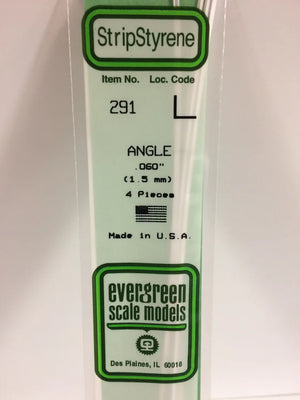 StripStyrene
Item No. Loc. Code
291
ANGLE
.060"
(1.5 mm)
4 Pieces
Made in U.S.A.
evergreen
scale models
Des Plaines, IL 60018